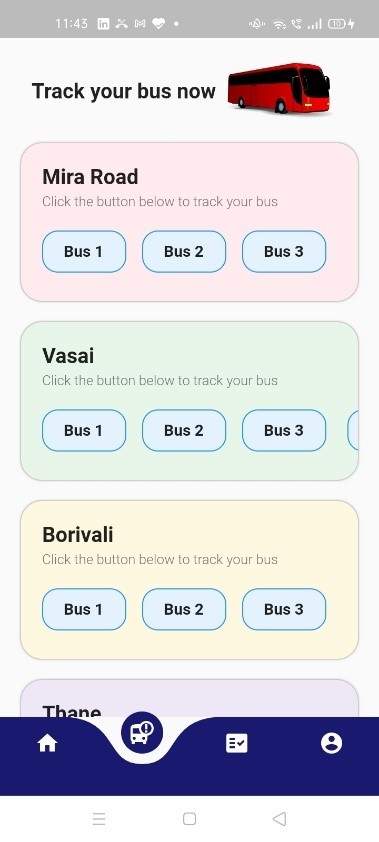 11:43
10
Track your bus now
Mira Road
Click the button below to track your bus
Bus 1 Bus 2 Bus 3
Vasai
Click the button below to track your bus
Bus 1 Bus 2 Bus 3
Borivali
Click the button below to track your bus
Bus 1 Bus 2 Bus 3
Thane